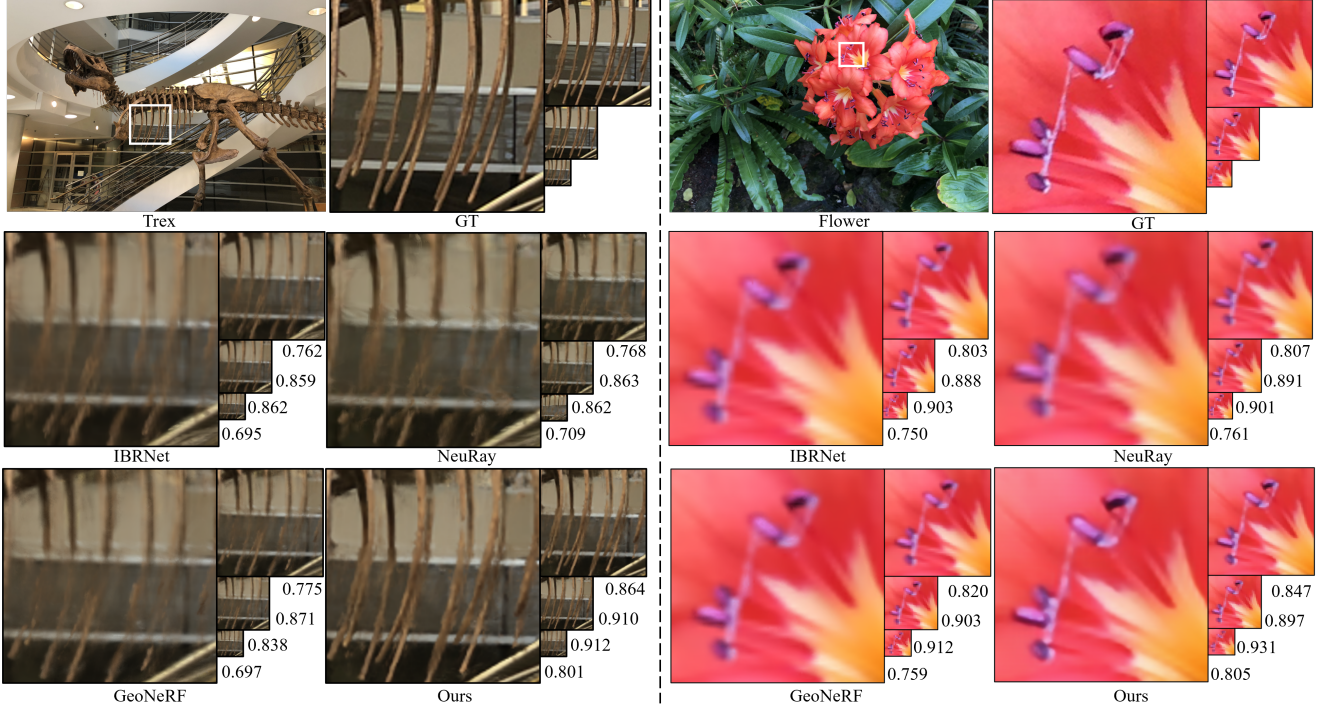 Trex
GT
Flower
GT
0.762
0.859
0.862
0.695
IBRNet
0.768
0.863
0.862
0.709
NeuRay
0.803
0.888
0.903
0.750
IBRNet
0.807
0.891
0.901
0.761
NeuRay
0.775
0.871
0.838
0.697
GeoNeRF
0.864
0.910
0.912
0.801
Ours
0.820
0.903
0.912
0.759
GeoNeRF
0.847
0.897
0.931
0.805
Ours